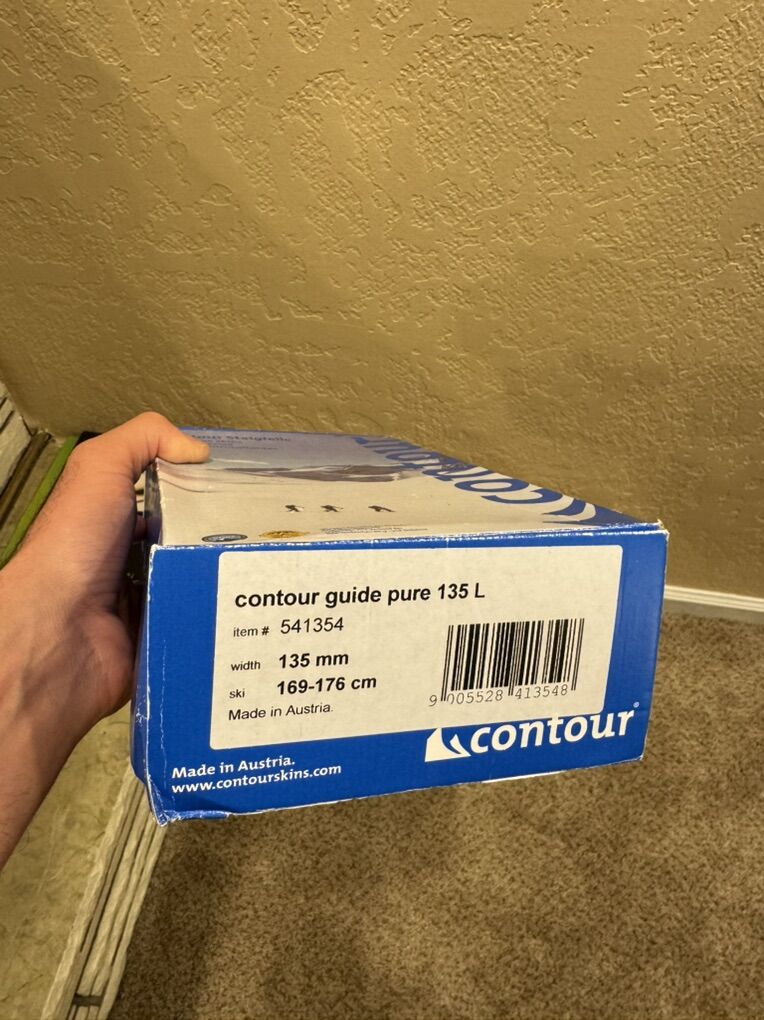 Steigfelle
contour
contour guide pure 135 L
item # 541354
width 135 mm
ski 169-176 cm
Made in Austria.
9 005528 413548
contour®
Made in Austria.
www.contourskins.com